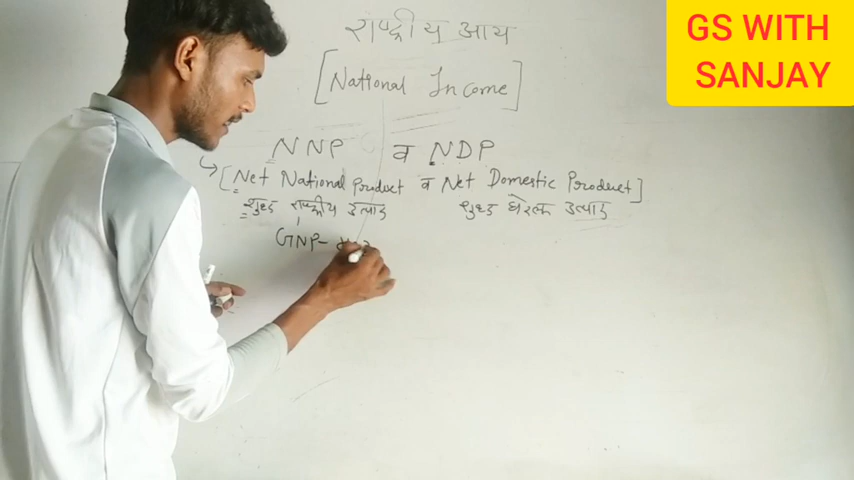 GS WITH
SANJAY
राष्ट्रीय आय
[National Income]
NNP व NDP
[Net National Product व Net Domestic Product]
शुद्ध राष्ट्रीय उत्पाद शुद्ध घरेलू उत्पाद
GNP-